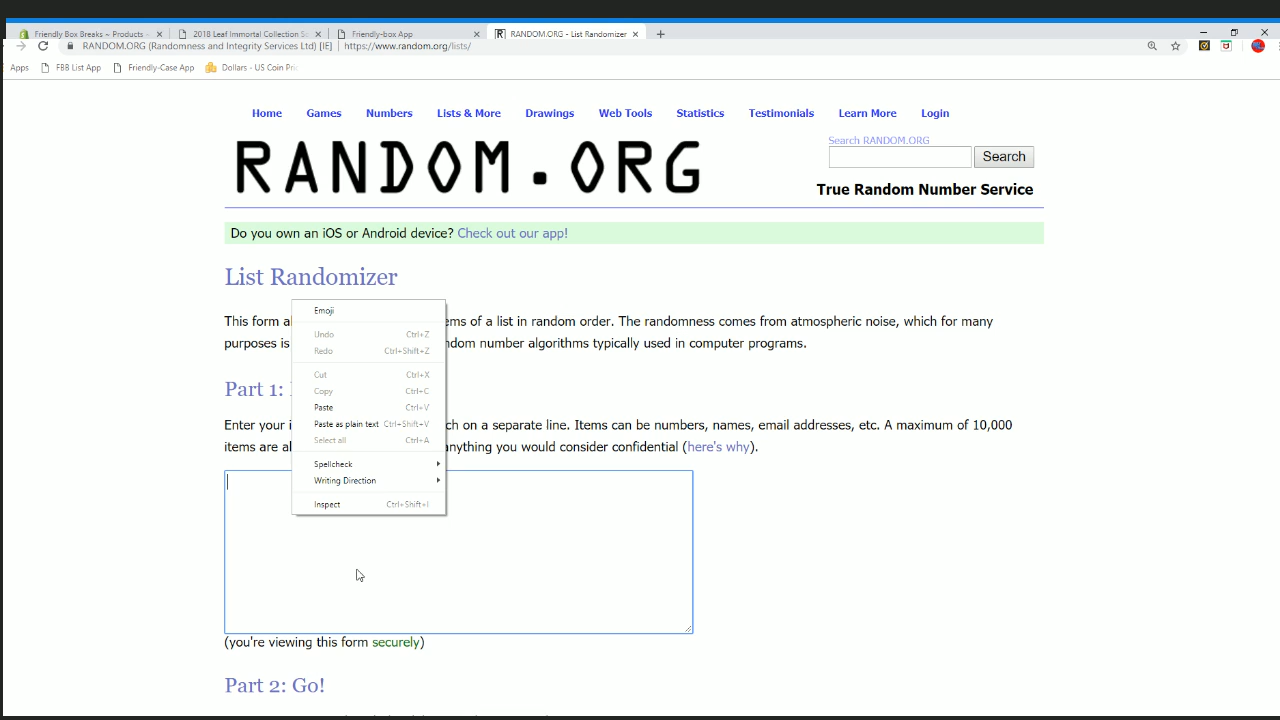 Friendly Box Breaks ~ Products
2018 Leaf Immortal Collection
Friendly-box App
RANDOM.ORG - List Randomizer
RANDOM.ORG (Randomness and Integrity Services Ltd) [IE] | https://www.random.org/lists/
Apps FBB List App Friendly-Case App Dollars - US Coin
Home Games Numbers Lists & More Drawings Web Tools Statistics Testimonials Learn More Login
RANDOM.ORG
Search RANDOM.ORG
Search
True Random Number Service
Do you own an iOS or Android device? Check out our app!
List Randomizer
This form ems of a list in random order. The randomness comes from atmospheric noise, which for many
purposes is ndom number algorithms typically used in computer programs.
Part 1:
Enter your ch on a separate line. Items can be numbers, names, email addresses, etc. A maximum of 10,000
items are anything you would consider confidential (here's why).
Emoji
Undo Ctrl+Z
Redo Ctrl+Shift+Z
Cut Ctrl+X
Copy Ctrl+C
Paste Ctrl+V
Paste as plain text Ctrl+Shift+V
Select all Ctrl+A
Spellcheck
Writing Direction
Inspect Ctrl+Shift+I
(you're viewing this form securely)
Part 2: Go!